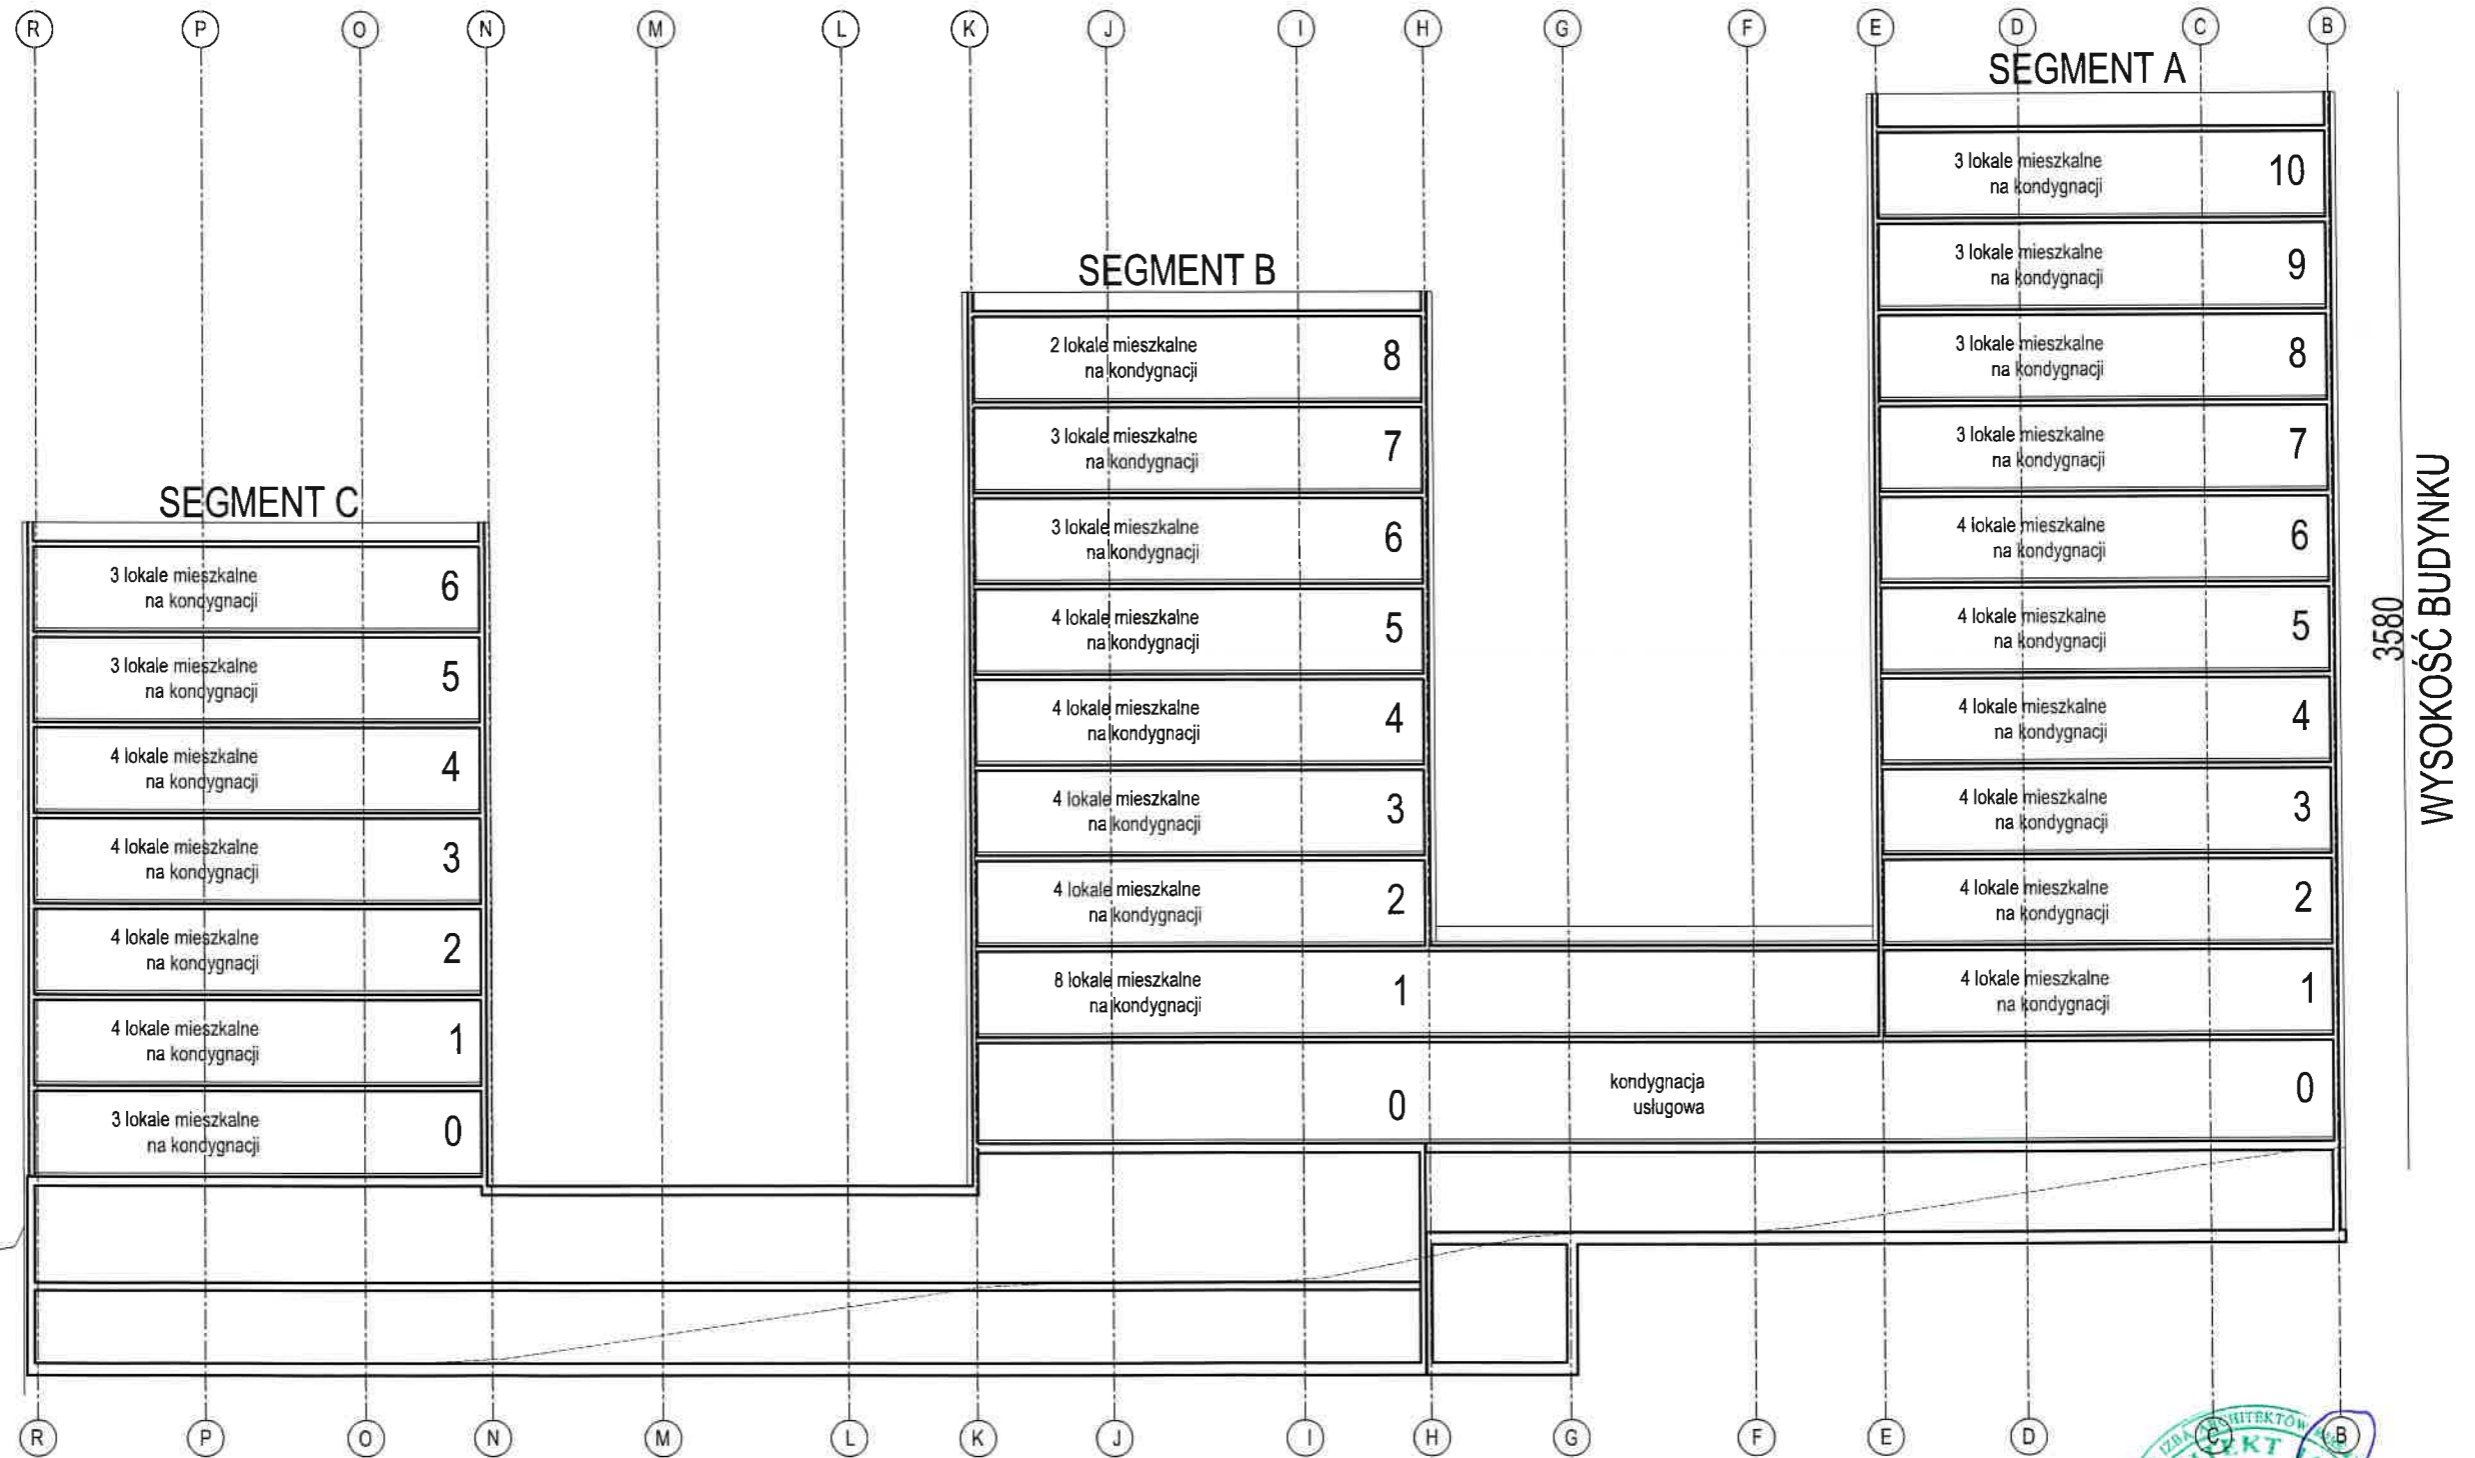 R P O N M L K J I H G F E D C B
SEGMENT A
3 lokale mieszkalne
na kondygnacji
10
3 lokale mieszkalne
na kondygnacji
9
3 lokale mieszkalne
na kondygnacji
8
3 lokale mieszkalne
na kondygnacji
7
4 lokale mieszkalne
na kondygnacji
6
4 lokale mieszkalne
na kondygnacji
5
4 lokale mieszkalne
na kondygnacji
4
4 lokale mieszkalne
na kondygnacji
3
4 lokale mieszkalne
na kondygnacji
2
4 lokale mieszkalne
na kondygnacji
1
0
3580
WYSOKOŚĆ BUDYNKU
SEGMENT B
2 lokale mieszkalne
na kondygnacji
8
3 lokale mieszkalne
na kondygnacji
7
3 lokale mieszkalne
na kondygnacji
6
4 lokale mieszkalne
na kondygnacji
5
4 lokale mieszkalne
na kondygnacji
4
4 lokale mieszkalne
na kondygnacji
3
4 lokale mieszkalne
na kondygnacji
2
8 lokale mieszkalne
na kondygnacji
1
0
kondygnacja
usługowa
SEGMENT C
3 lokale mieszkalne
na kondygnacji
6
3 lokale mieszkalne
na kondygnacji
5
4 lokale mieszkalne
na kondygnacji
4
4 lokale mieszkalne
na kondygnacji
3
4 lokale mieszkalne
na kondygnacji
2
4 lokale mieszkalne
na kondygnacji
1
3 lokale mieszkalne
na kondygnacji
0
R P O N M L K J I H G F E D C B
IZBA ARCHITEKTÓW